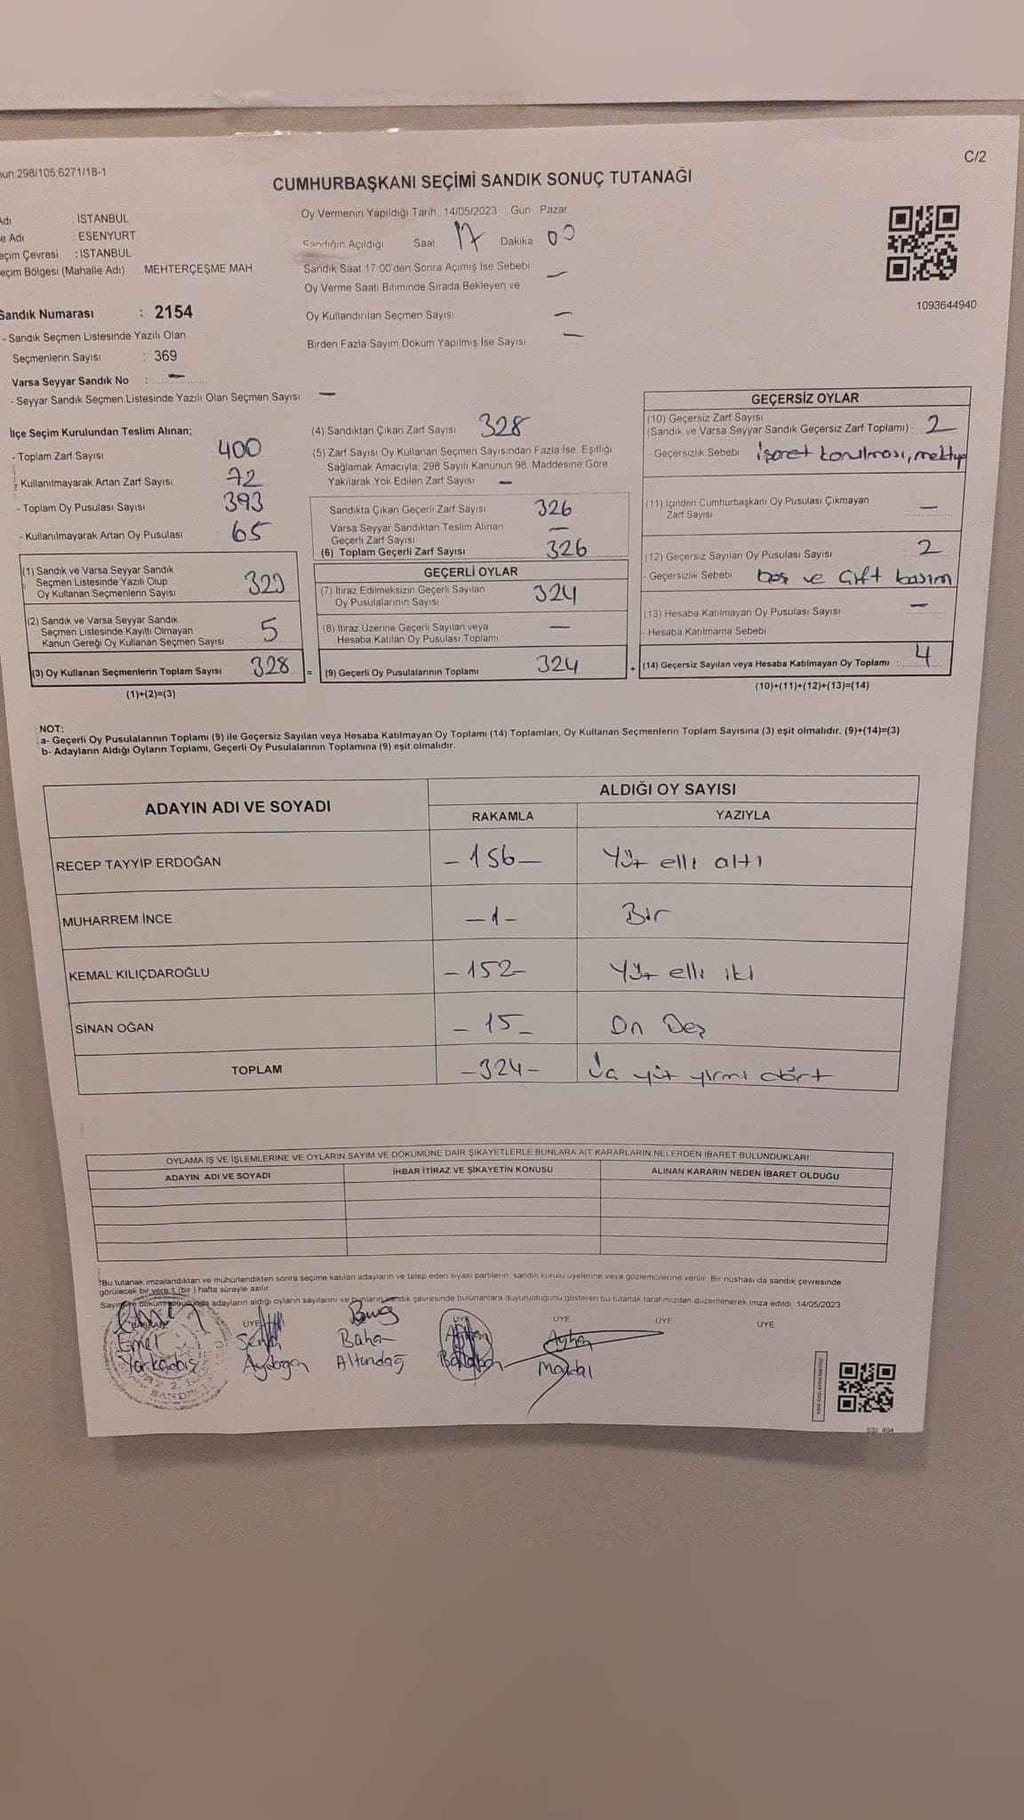 nun:298/105;6271/18-1
C/2
CUMHURBAŞKANI SEÇİMİ SANDIK SONUÇ TUTANAĞI
Adı : İSTANBUL
e Adı : ESENYURT
eçim Çevresi : İSTANBUL
eçim Bölgesi (Mahalle Adı) MEHTERÇEŞME MAH
Sandık Numarası : 2154
- Sandık Seçmen Listesinde Yazılı Olan
Seçmenlerin Sayısı : 369
Varsa Seyyar Sandık No : —
- Seyyar Sandık Seçmen Listesinde Yazılı Olan Seçmen Sayısı —
Oy Vermenin Yapıldığı Tarih : 14/05/2023 Gün Pazar
Sandığın Açıldığı Saat 17 Dakika 00
Sandık Saat 17:00'den Sonra Açımış İse Sebebi —
Oy Verme Saati Bitiminde Sırada Bekleyen ve
Oy Kullandırılan Seçmen Sayısı —
Birden Fazla Sayım Döküm Yapılmış İse Sayısı —
1093644940
İlçe Seçim Kurulundan Teslim Alınan;
- Toplam Zarf Sayısı 400
- Kullanılmayarak Artan Zarf Sayısı 72
- Toplam Oy Pusulası Sayısı 393
- Kullanılmayarak Artan Oy Pusulası 65
(1) Sandık ve Varsa Seyyar Sandık
Seçmen Listesinde Yazılı Olup
Oy Kullanan Seçmenlerin Sayısı 323
(2) Sandık ve Varsa Seyyar Sandık
Seçmen Listesinde Kayıtlı Olmayan
Kanun Gereği Oy Kullanan Seçmen Sayısı 5
(3) Oy Kullanan Seçmenlerin Toplam Sayısı 328 =
(1)+(2)=(3)
(4) Sandıktan Çıkan Zarf Sayısı 328
(5) Zarf Sayısı Oy Kullanan Seçmen Sayısından Fazla İse, Eşitliği
Sağlamak Amacıyla, 298 Sayılı Kanunun 98. Maddesine Göre
Yakılarak Yok Edilen Zarf Sayısı —
Sandıkta Çıkan Geçerli Zarf Sayısı 326
Varsa Seyyar Sandıktan Teslim Alınan
Geçerli Zarf Sayısı —
(6) Toplam Geçerli Zarf Sayısı 326
GEÇERLİ OYLAR
(7) İtiraz Edilmeksizin Geçerli Sayılan
Oy Pusulalarının Sayısı 324
(8) İtiraz Üzerine Geçerli Sayılan veya
Hesaba Katılan Oy Pusulası Toplamı —
(9) Geçerli Oy Pusulalarının Toplamı 324 +
GEÇERSİZ OYLAR
(10) Geçersiz Zarf Sayısı
(Sandık ve Varsa Seyyar Sandık Geçersiz Zarf Toplamı) : 2
- Geçersizlik Sebebi işaret konulması, mektup
(11) İçinden Cumhurbaşkanı Oy Pusulası Çıkmayan
Zarf Sayısı —
(12) Geçersiz Sayılan Oy Pusulası Sayısı 2
- Geçersizlik Sebebi boş ve Çift basım
(13) Hesaba Katılmayan Oy Pusulası Sayısı —
- Hesaba Katılmama Sebebi
(14) Geçersiz Sayılan veya Hesaba Katılmayan Oy Toplamı : 4
(10)+(11)+(12)+(13)=(14)
NOT:
a- Geçerli Oy Pusulalarının Toplamı (9) ile Geçersiz Sayılan veya Hesaba Katılmayan Oy Toplamı (14) Toplamları, Oy Kullanan Seçmenlerin Toplam Sayısına (3) eşit olmalıdır. (9)+(14)=(3)
b- Adayların Aldığı Oyların Toplamı, Geçerli Oy Pusulalarının Toplamına (9) eşit olmalıdır.
ADAYIN ADI VE SOYADI
ALDIĞI OY SAYISI
RAKAMLA YAZIYLA
RECEP TAYYİP ERDOĞAN -156- Yüz elli altı
MUHARREM İNCE -1- Bir
KEMAL KILIÇDAROĞLU -152- Yüz elli iki
SİNAN OĞAN -15- On Beş
TOPLAM -324- Üç yüz yirmi dört
OYLAMA İŞ VE İŞLEMLERİNE VE OYLARIN SAYIM VE DÖKÜMÜNE DAİR ŞİKAYETLERLE BUNLARA AİT KARARLARIN NELERDEN İBARET BULUNDUKLARI
ADAYIN ADI VE SOYADI İHBAR İTİRAZ VE ŞİKAYETİN KONUSU ALINAN KARARIN NEDEN İBARET OLDUĞU
*Bu tutanak imzalandıktan ve mühürlendikten sonra seçime katılan adayların ve talep eden siyasi partilerin, sandık kurulu üyelerine veya gözlemcilerine verilir. Bir nüshası da sandık çevresinde
görülecek bir yere 1 (bir) hafta süreyle asılır.
adayların aldığı oyların sayılarını ve bunların sandık çevresinde bulunanlara duyurulduğunu gösteren bu tutanak tarafımızdan düzenlenerek imza edildi. 14/05/2023
ÜYE ÜYE ÜYE ÜYE ÜYE
Emel
Aydoğan
Baha
Altındağ
Ayhan